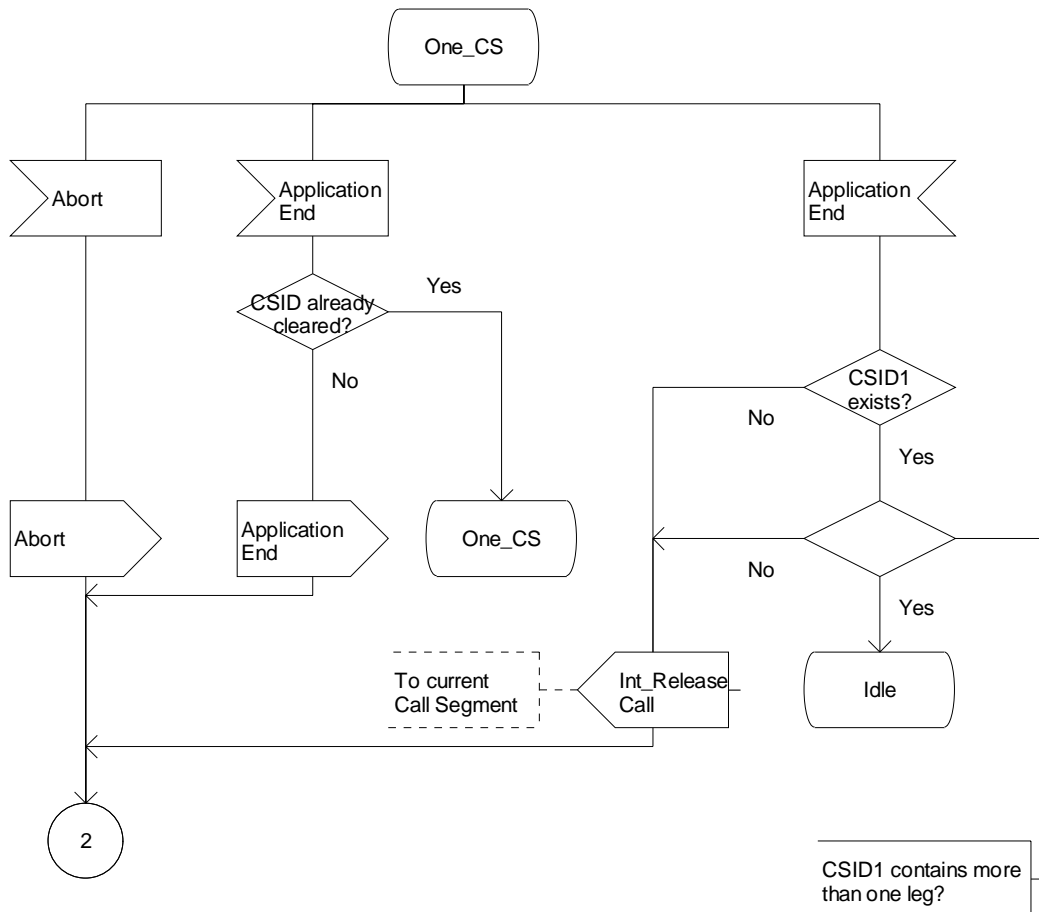 One_CS
Abort
Application
End
Application
End
CSID already
cleared?
Yes
No
CSID1
exists?
No
Yes
Abort
Application
End
One_CS
No
Yes
To current
Call Segment
Int_Release
Call
Idle
2
CSID1 contains more
than one leg?